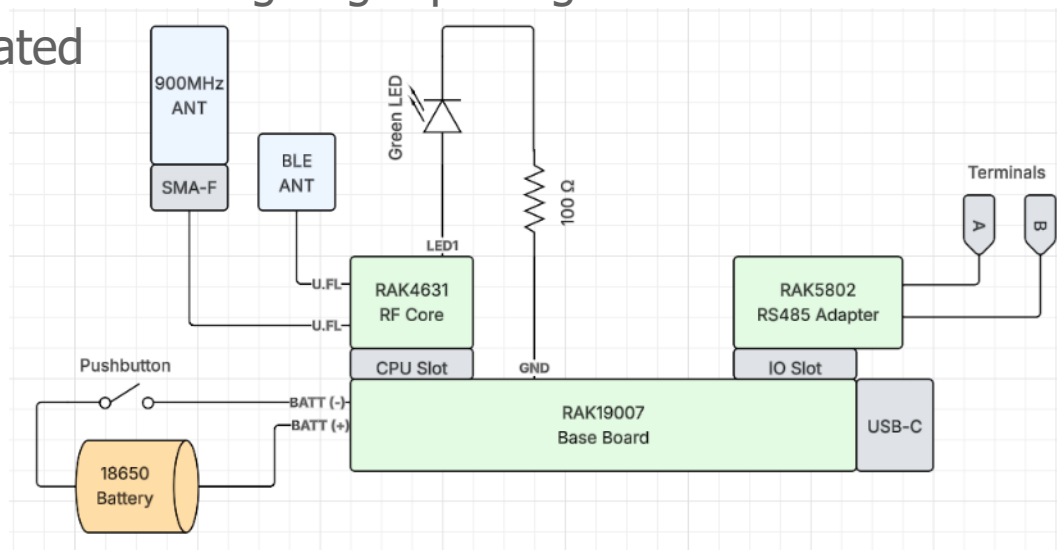 ated
900MHz
ANT
SMA-F
BLE
ANT
Green LED
100 Ω
LED1
U.FL
U.FL
RAK4631
RF Core
CPU Slot
GND
Terminals
A
B
RAK5802
RS485 Adapter
IO Slot
Pushbutton
BATT (-)
BATT (+)
RAK19007
Base Board
USB-C
18650
Battery